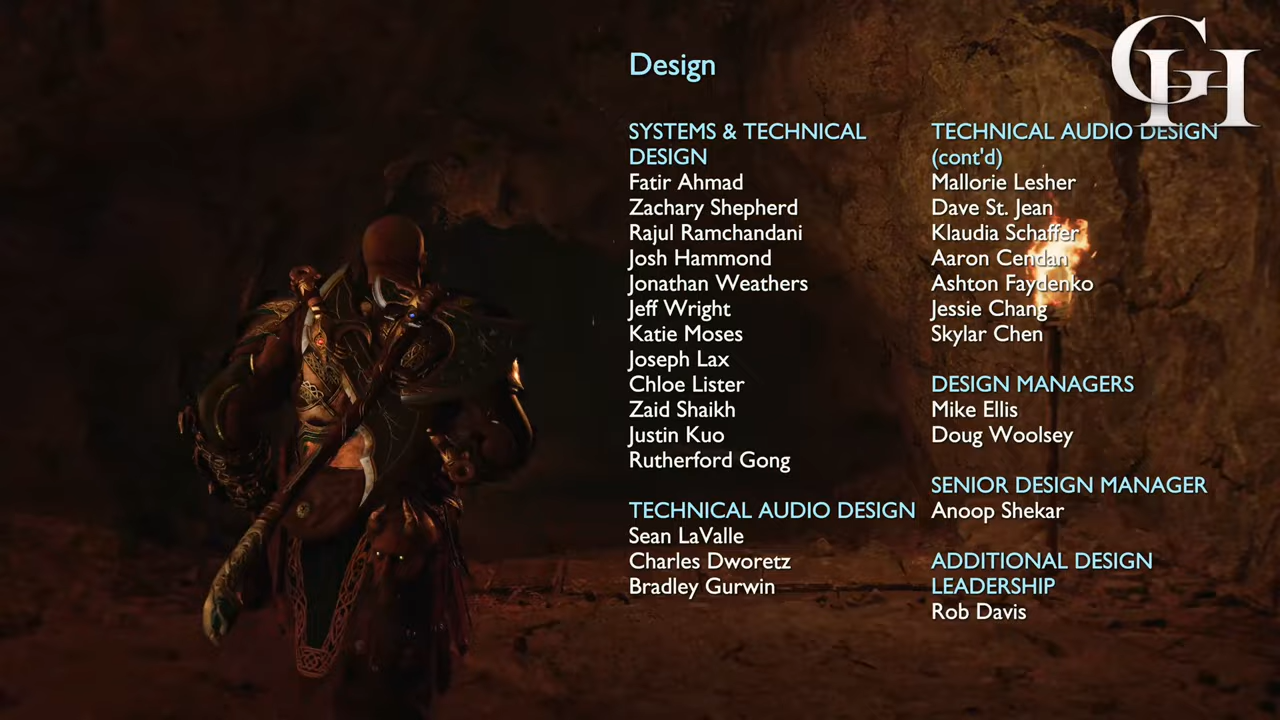 Design
SYSTEMS & TECHNICAL
DESIGN
Fatir Ahmad
Zachary Shepherd
Rajul Ramchandani
Josh Hammond
Jonathan Weathers
Jeff Wright
Katie Moses
Joseph Lax
Chloe Lister
Zaid Shaikh
Justin Kuo
Rutherford Gong
TECHNICAL AUDIO DESIGN
Sean LaValle
Charles Dworetz
Bradley Gurwin
GH
TECHNICAL AUDIO DESIGN
(cont'd)
Mallorie Lesher
Dave St. Jean
Klaudia Schaffer
Aaron Cendan
Ashton Faydenko
Jessie Chang
Skylar Chen
DESIGN MANAGERS
Mike Ellis
Doug Woolsey
SENIOR DESIGN MANAGER
Anoop Shekar
ADDITIONAL DESIGN
LEADERSHIP
Rob Davis